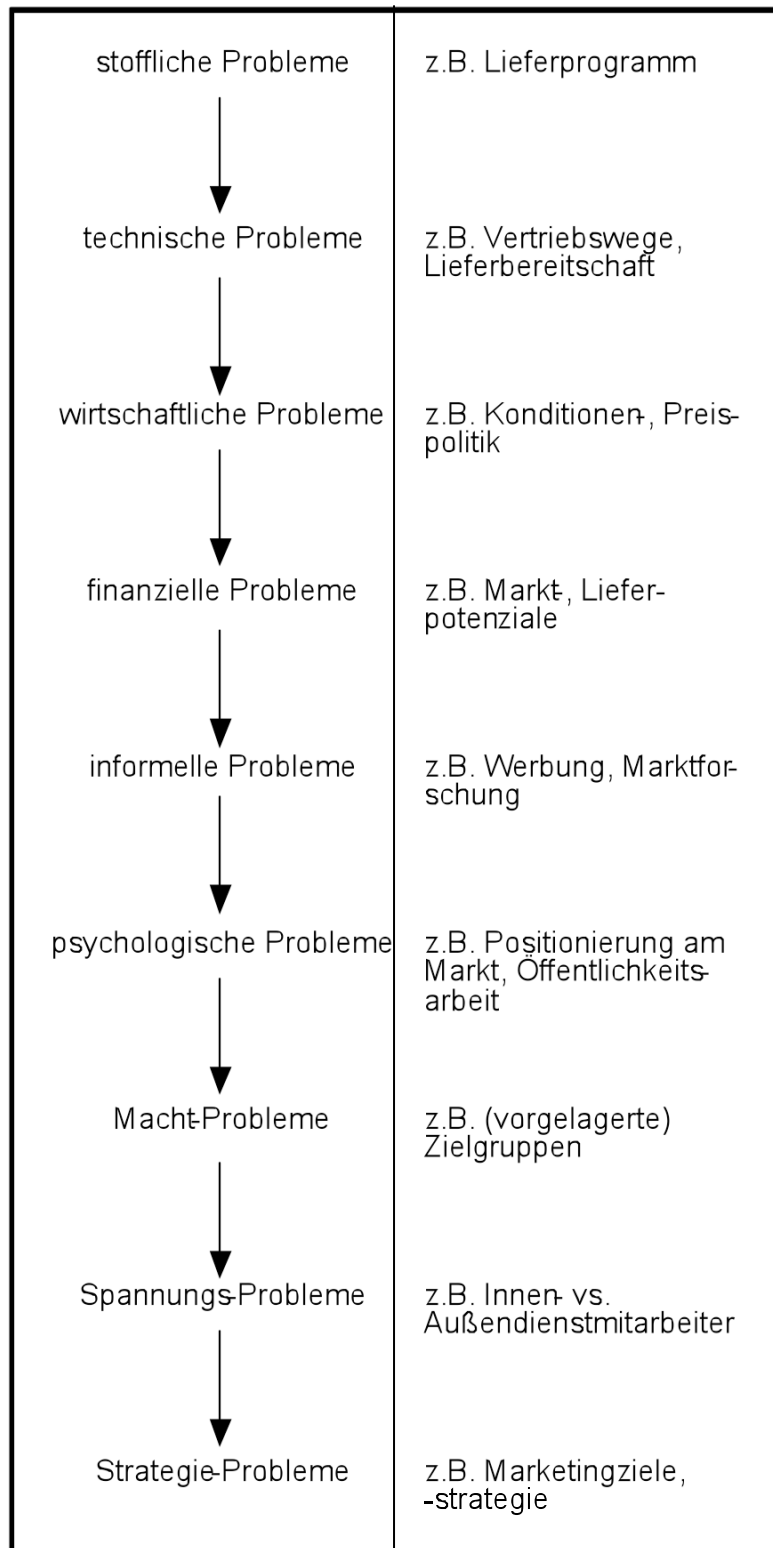 stoffliche Probleme
z.B. Lieferprogramm
technische Probleme
z.B. Vertriebswege,
Lieferbereitschaft
wirtschaftliche Probleme
z.B. Konditionen-, Preis-
politik
finanzielle Probleme
z.B. Markt-, Liefer-
potenziale
informelle Probleme
z.B. Werbung, Marktfor-
schung
psychologische Probleme
z.B. Positionierung am
Markt, Öffentlichkeits-
arbeit
Macht-Probleme
z.B. (vorgelagerte)
Zielgruppen
Spannungs-Probleme
z.B. Innen- vs.
Außendienstmitarbeiter
Strategie-Probleme
z.B. Marketingziele,
-strategie